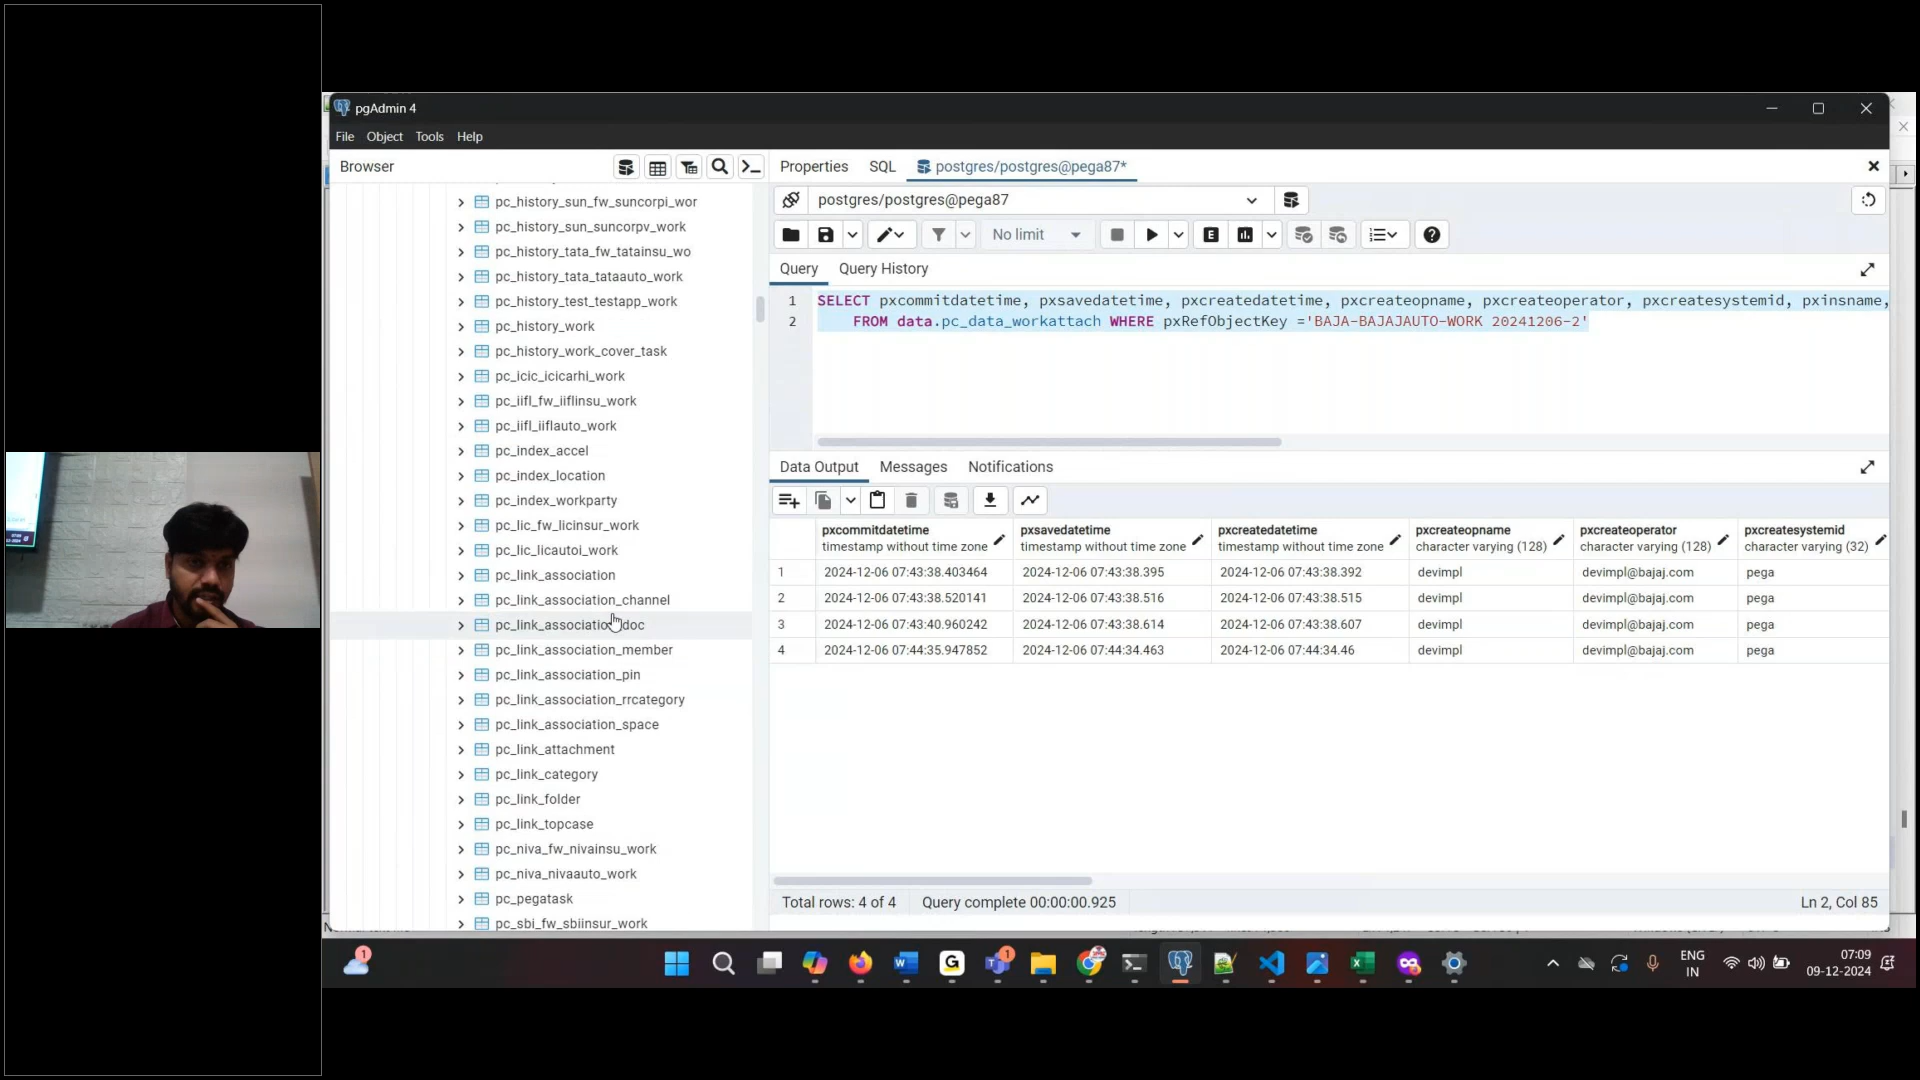 pgAdmin 4
File Object Tools Help
Browser
Properties SQL postgres/postgres@pega87*
postgres/postgres@pega87
No limit
Query Query History
1 SELECT pxcommitdatetime, pxsavedatetime, pxcreatedatetime, pxcreateopname, pxcreateoperator, pxcreatesystemid, pxinsname,
2 FROM data.pc_data_workattach WHERE pxRefObjectKey ='BAJA-BAJAJAUTO-WORK 20241206-2'
pc_history_sun_fw_suncorpi_wor
pc_history_sun_suncorpv_work
pc_history_tata_fw_tatainsu_wo
pc_history_tata_tataauto_work
pc_history_test_testapp_work
pc_history_work
pc_history_work_cover_task
pc_icic_icicarhi_work
pc_iifl_fw_iiflinsu_work
pc_iifl_iiflauto_work
pc_index_accel
pc_index_location
pc_index_workparty
pc_lic_fw_licinsur_work
pc_lic_licautoi_work
pc_link_association
pc_link_association_channel
pc_link_association_doc
pc_link_association_member
pc_link_association_pin
pc_link_association_rrcategory
pc_link_association_space
pc_link_attachment
pc_link_category
pc_link_folder
pc_link_topcase
pc_niva_fw_nivainsu_work
pc_niva_nivaauto_work
pc_pegatask
pc_sbi_fw_sbiinsur_work
Data Output Messages Notifications
pxcommitdatetime pxsavedatetime pxcreatedatetime pxcreateopname pxcreateoperator pxcreatesystemid
timestamp without time zone timestamp without time zone timestamp without time zone character varying (128) character varying (128) character varying (32)
1 2024-12-06 07:43:38.403464 2024-12-06 07:43:38.395 2024-12-06 07:43:38.392 devimpl devimpl@bajaj.com pega
2 2024-12-06 07:43:38.520141 2024-12-06 07:43:38.516 2024-12-06 07:43:38.515 devimpl devimpl@bajaj.com pega
3 2024-12-06 07:43:40.960242 2024-12-06 07:43:38.614 2024-12-06 07:43:38.607 devimpl devimpl@bajaj.com pega
4 2024-12-06 07:44:35.947852 2024-12-06 07:44:34.463 2024-12-06 07:44:34.46 devimpl devimpl@bajaj.com pega
Total rows: 4 of 4 Query complete 00:00:00.925 Ln 2, Col 85
ENG
IN
07:09
09-12-2024